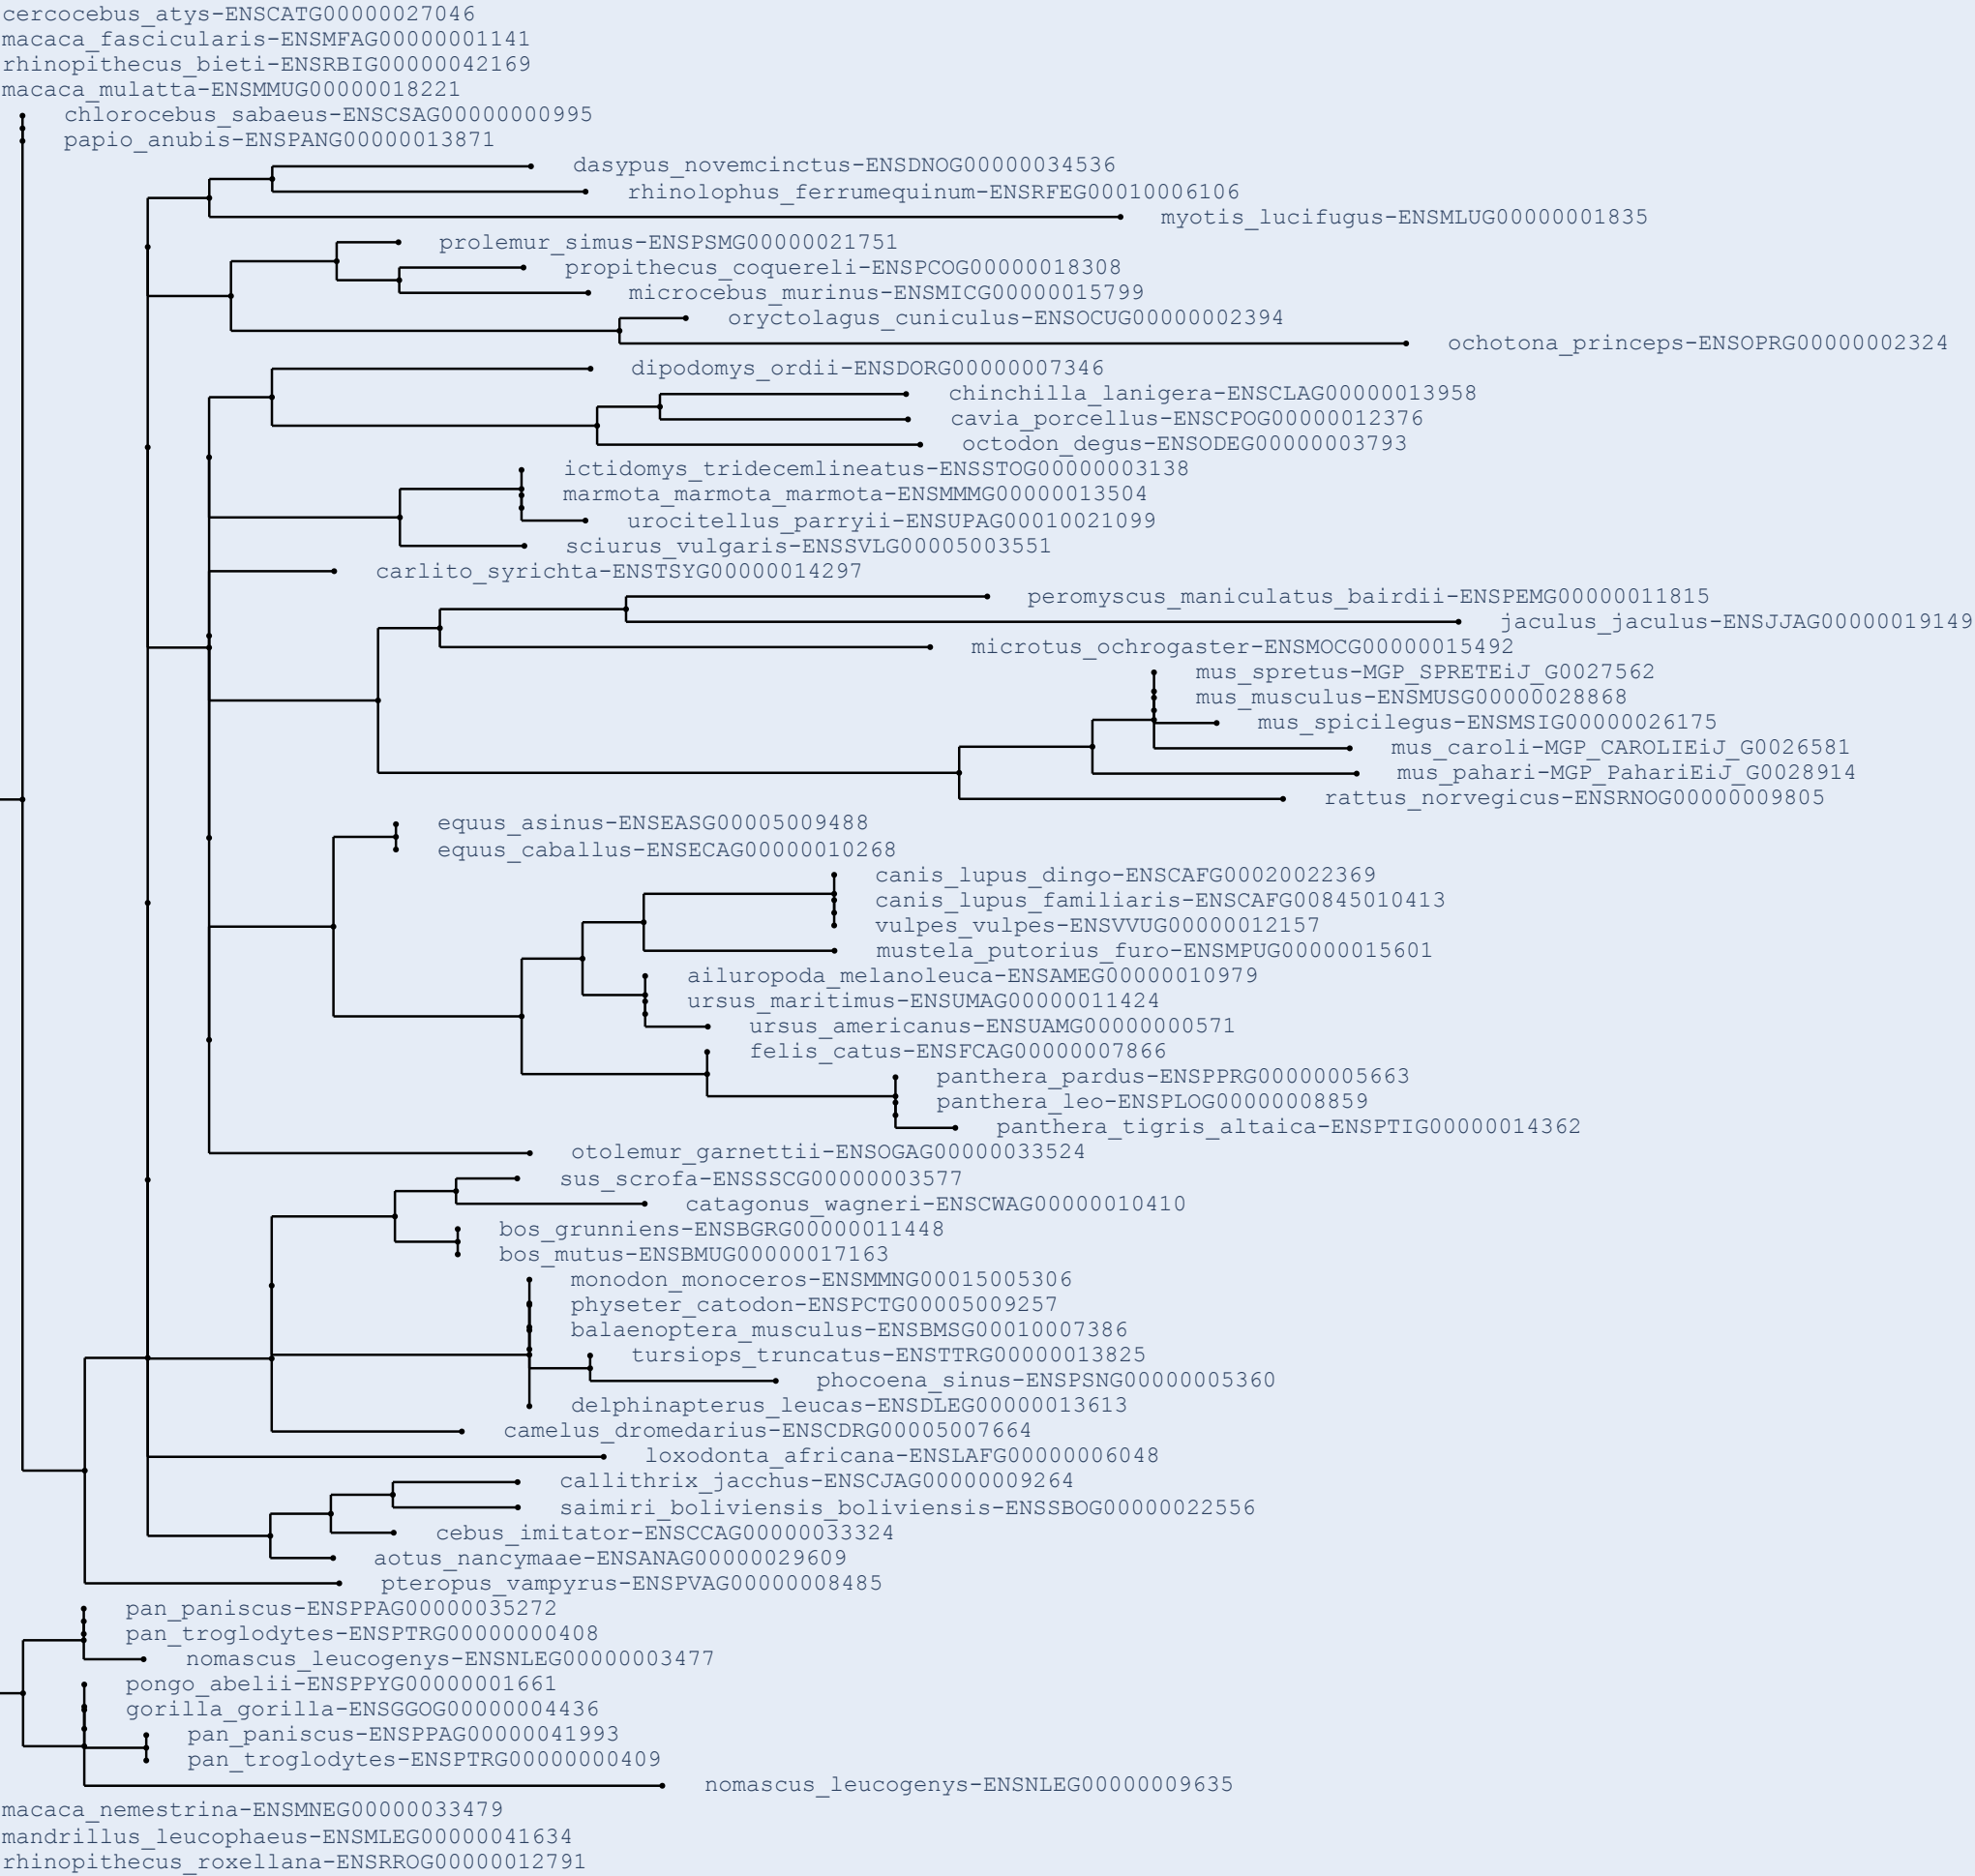 cercocebus_atys-ENSCATG00000027046
macaca_fascicularis-ENSMFAG00000001141
rhinopithecus_bieti-ENSRBIG00000042169
macaca_mulatta-ENSMMUG00000018221
chlorocebus_sabaeus-ENSCSAG00000000995
papio_anubis-ENSPANG00000013871
dasypus_novemcinctus-ENSDNOG00000034536
rhinolophus_ferrumequinum-ENSRFEG00010006106
myotis_lucifugus-ENSMLUG00000001835
prolemur_simus-ENSPSMG00000021751
propithecus_coquereli-ENSPCOG00000018308
microcebus_murinus-ENSMICG00000015799
oryctolagus_cuniculus-ENSOCUG00000002394
ochotona_princeps-ENSOPRG00000002324
dipodomys_ordii-ENSDORG00000007346
chinchilla_lanigera-ENSCLAG00000013958
cavia_porcellus-ENSCPOG00000012376
octodon_degus-ENSODEG00000003793
ictidomys_tridecemlineatus-ENSSTOG00000003138
marmota_marmota_marmota-ENSMMMG00000013504
urocitellus_parryii-ENSUPAG00010021099
sciurus_vulgaris-ENSSVLG00005003551
carlito_syrichta-ENSTSYG00000014297
peromyscus_maniculatus_bairdii-ENSPEMG00000011815
jaculus_jaculus-ENSJJAG00000019149
microtus_ochrogaster-ENSMOCG00000015492
mus_spretus-MGP_SPRETEiJ_G0027562
mus_musculus-ENSMUSG00000028868
mus_spicilegus-ENSMSIG00000026175
mus_caroli-MGP_CAROLIEiJ_G0026581
mus_pahari-MGP_PahariEiJ_G0028914
rattus_norvegicus-ENSRNOG00000009805
equus_asinus-ENSEASG00005009488
equus_caballus-ENSECAG00000010268
canis_lupus_dingo-ENSCAFG00020022369
canis_lupus_familiaris-ENSCAFG00845010413
vulpes_vulpes-ENSVVUG00000012157
mustela_putorius_furo-ENSMPUG00000015601
ailuropoda_melanoleuca-ENSAMEG00000010979
ursus_maritimus-ENSUMAG00000011424
ursus_americanus-ENSUAMG00000000571
felis_catus-ENSFCAG00000007866
panthera_pardus-ENSPPRG00000005663
panthera_leo-ENSPLOG00000008859
panthera_tigris_altaica-ENSPTIG00000014362
otolemur_garnettii-ENSOGAG00000033524
sus_scrofa-ENSSSCG00000003577
catagonus_wagneri-ENSCWAG00000010410
bos_grunniens-ENSBGRG00000011448
bos_mutus-ENSBMUG00000017163
monodon_monoceros-ENSMMNG00015005306
physeter_catodon-ENSPCTG00005009257
balaenoptera_musculus-ENSBMSG00010007386
tursiops_truncatus-ENSTTRG00000013825
phocoena_sinus-ENSPSNG00000005360
delphinapterus_leucas-ENSDLEG00000013613
camelus_dromedarius-ENSCDRG00005007664
loxodonta_africana-ENSLAFG00000006048
callithrix_jacchus-ENSCJAG00000009264
saimiri_boliviensis_boliviensis-ENSSBOG00000022556
cebus_imitator-ENSCCAG00000033324
aotus_nancymaae-ENSANAG00000029609
pteropus_vampyrus-ENSPVAG00000008485
pan_paniscus-ENSPPAG00000035272
pan_troglodytes-ENSPTRG00000000408
nomascus_leucogenys-ENSNLEG00000003477
pongo_abelii-ENSPPYG00000001661
gorilla_gorilla-ENSGGOG00000004436
pan_paniscus-ENSPPAG00000041993
pan_troglodytes-ENSPTRG00000000409
nomascus_leucogenys-ENSNLEG00000009635
macaca_nemestrina-ENSMNEG00000033479
mandrillus_leucophaeus-ENSMLEG00000041634
rhinopithecus_roxellana-ENSRROG00000012791